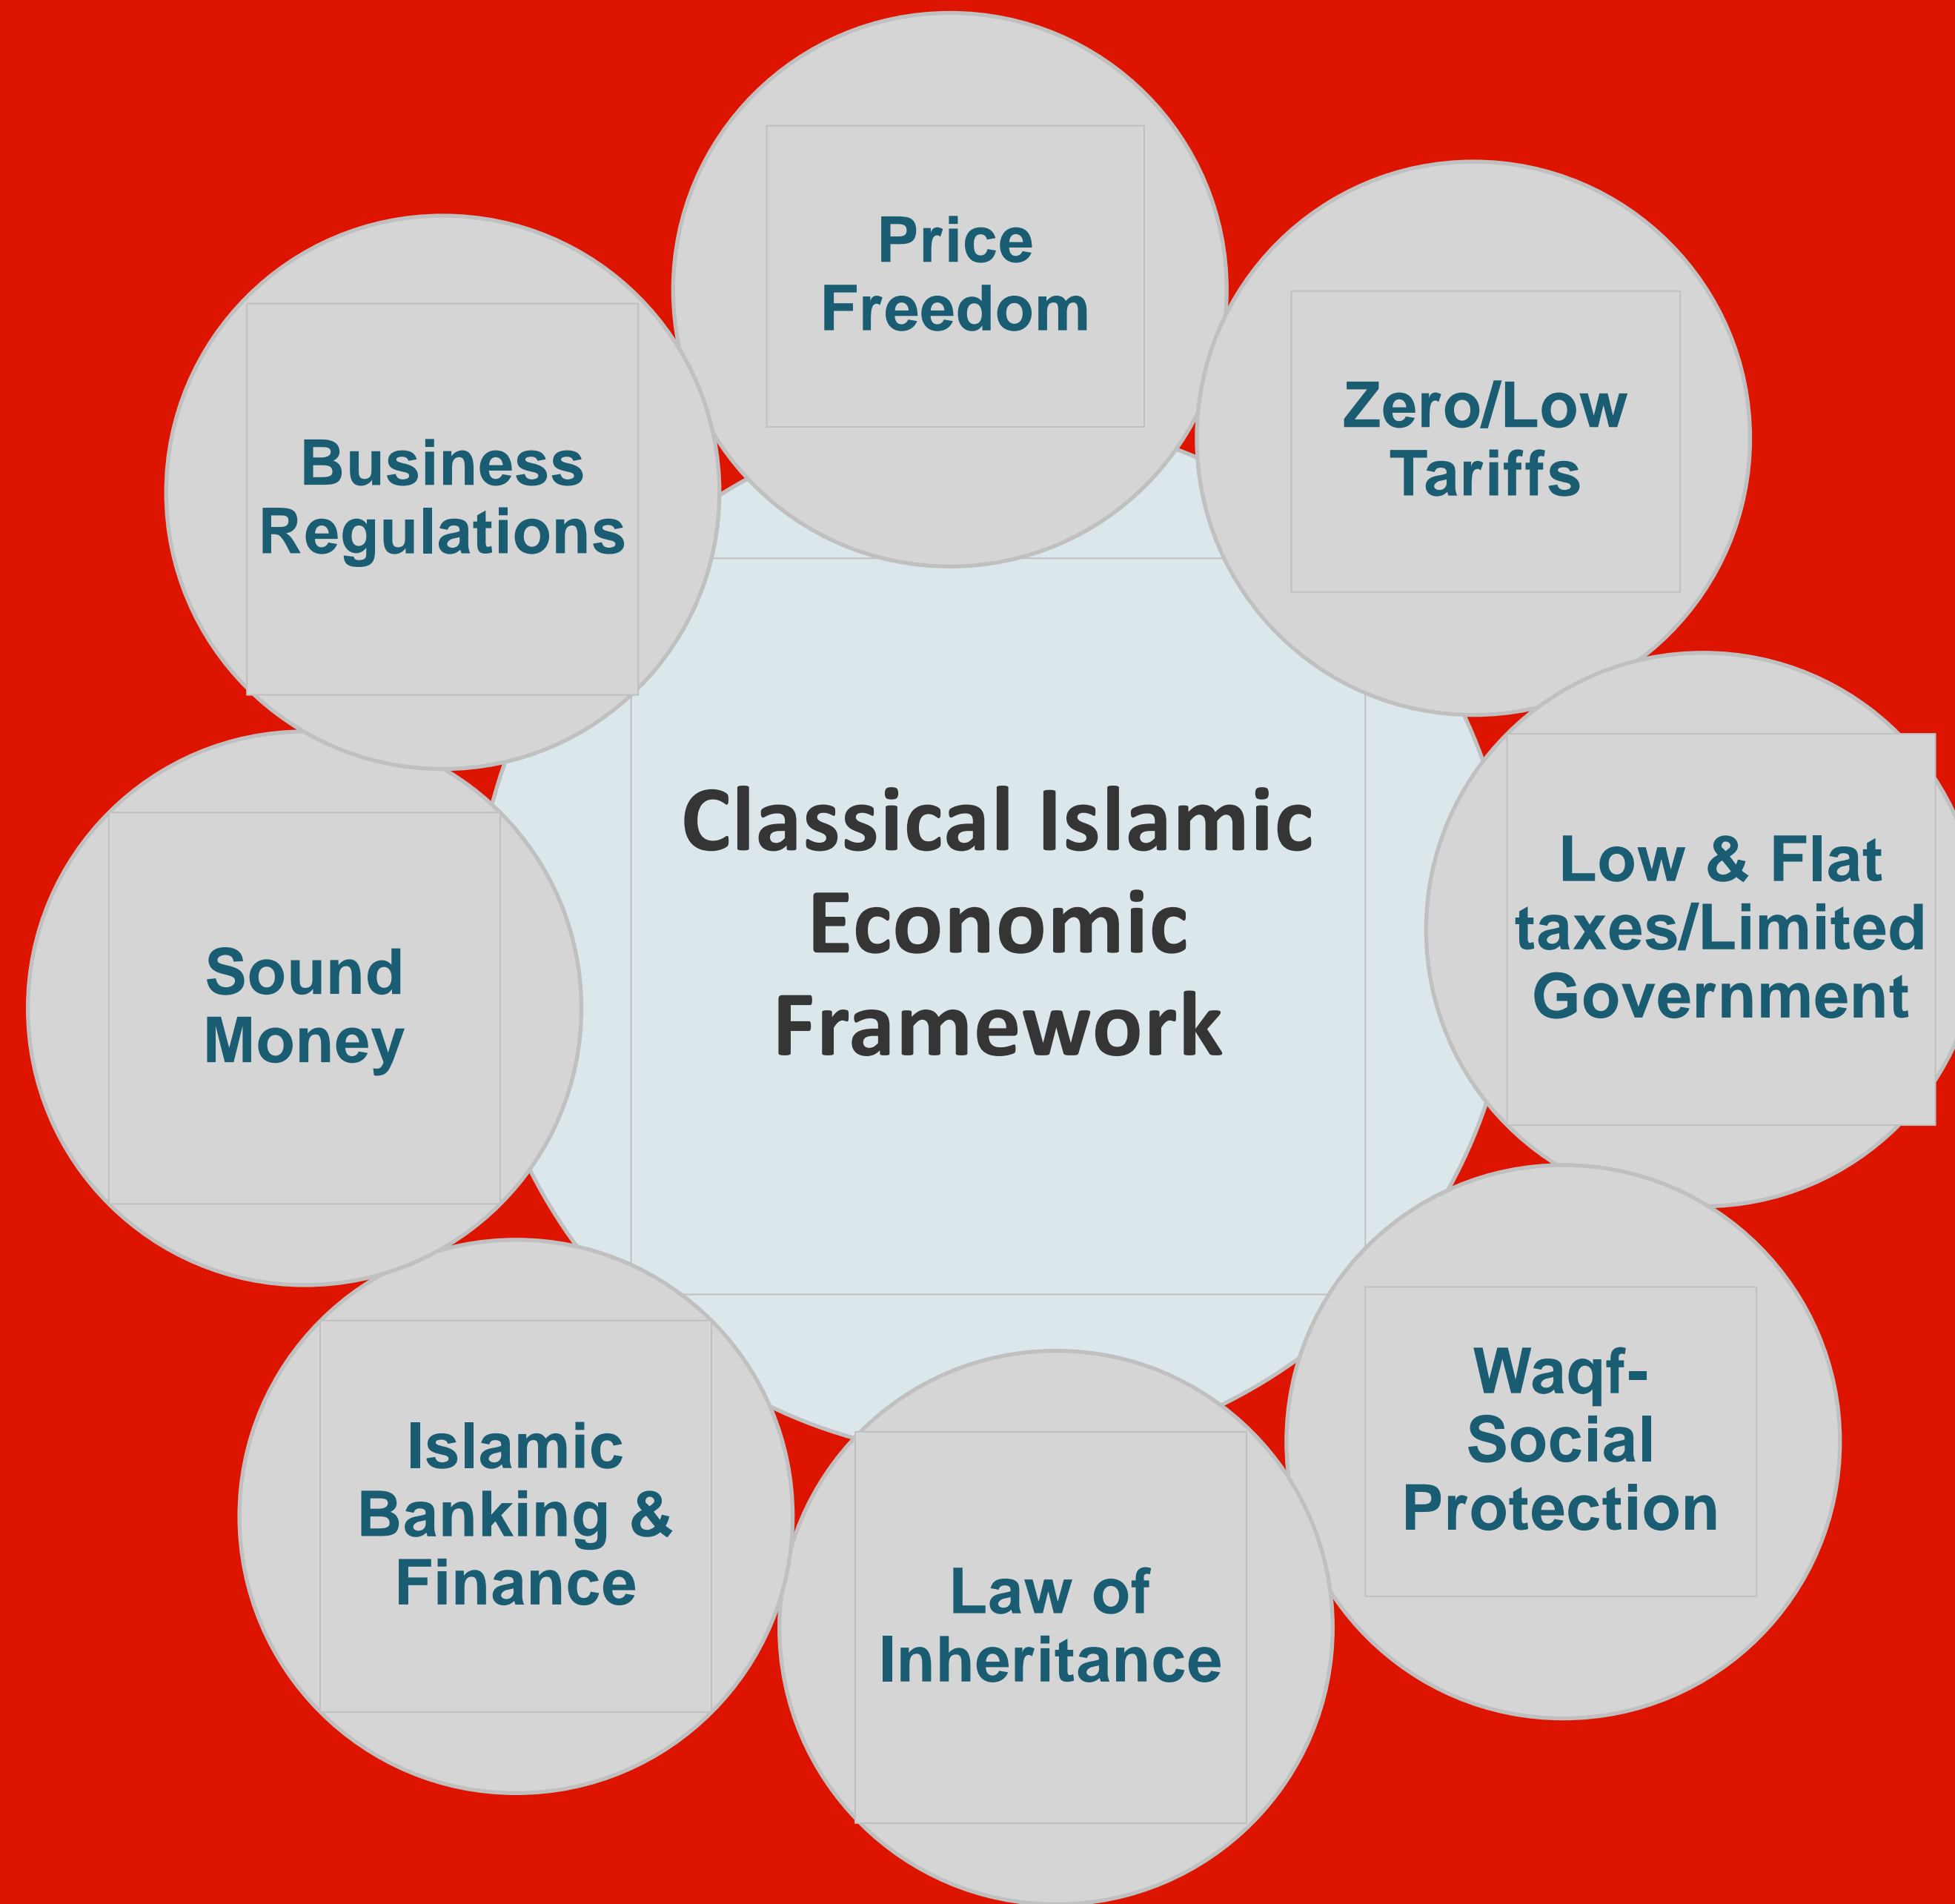 Price
Freedom
Zero/Low
Tariffs
Business
Regulations
Classical Islamic
Economic
Framework
Low & Flat
taxes/Limited
Government
Sound
Money
Waqf-
Social
Protection
Islamic
Banking &
Finance
Law of
Inheritance